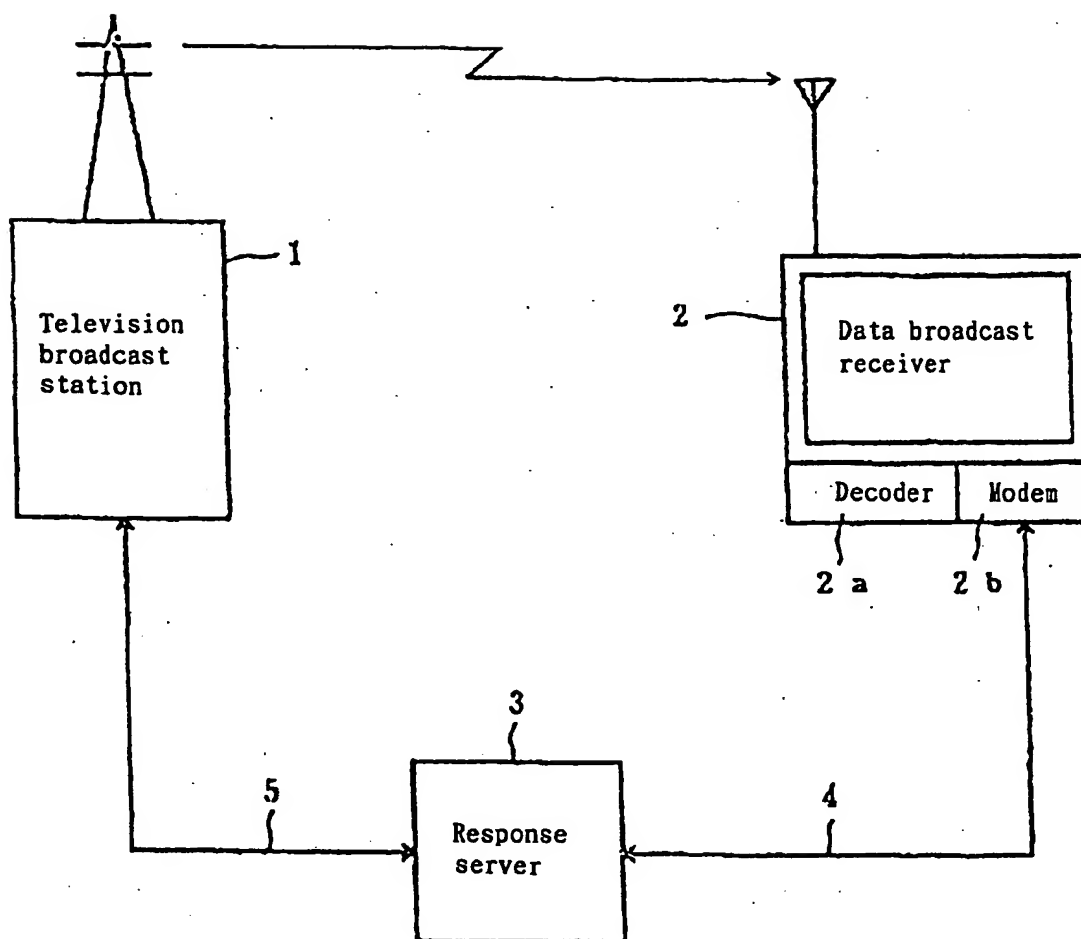 1
Television
broadcast
station
2
Data broadcast
receiver
Decoder
Modem
2 a
2 b
3
5
4
Response
server